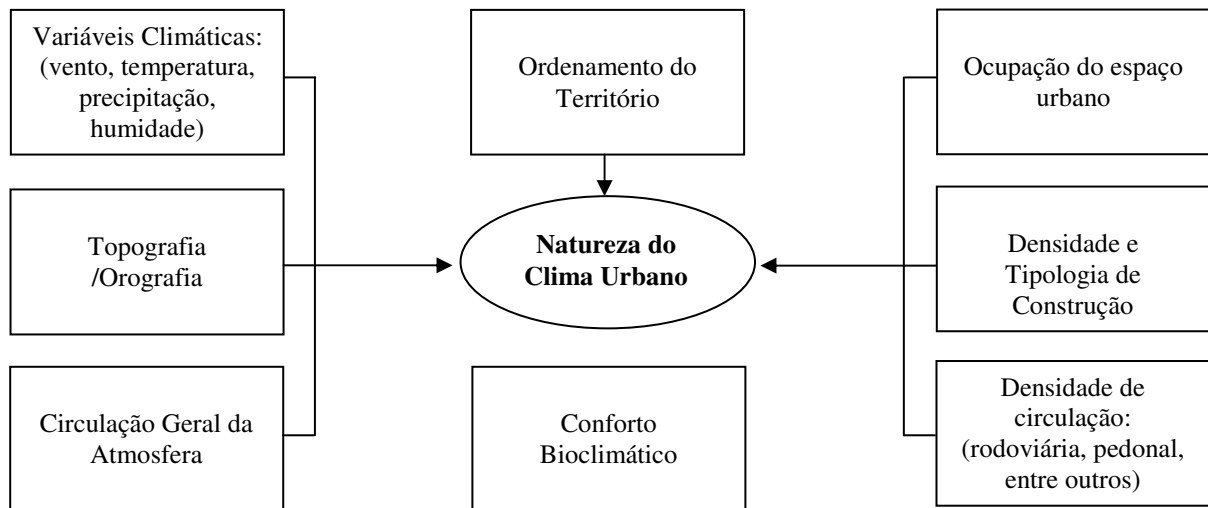 Variáveis Climáticas:
(vento, temperatura,
precipitação,
humidade)
Ordenamento do
Território
Ocupação do espaço
urbano
Topografia
/Orografia
Natureza do
Clima Urbano
Densidade e
Tipologia de
Construção
Circulação Geral da
Atmosfera
Conforto
Bioclimático
Densidade de
circulação:
(rodoviária, pedonal,
entre outros)